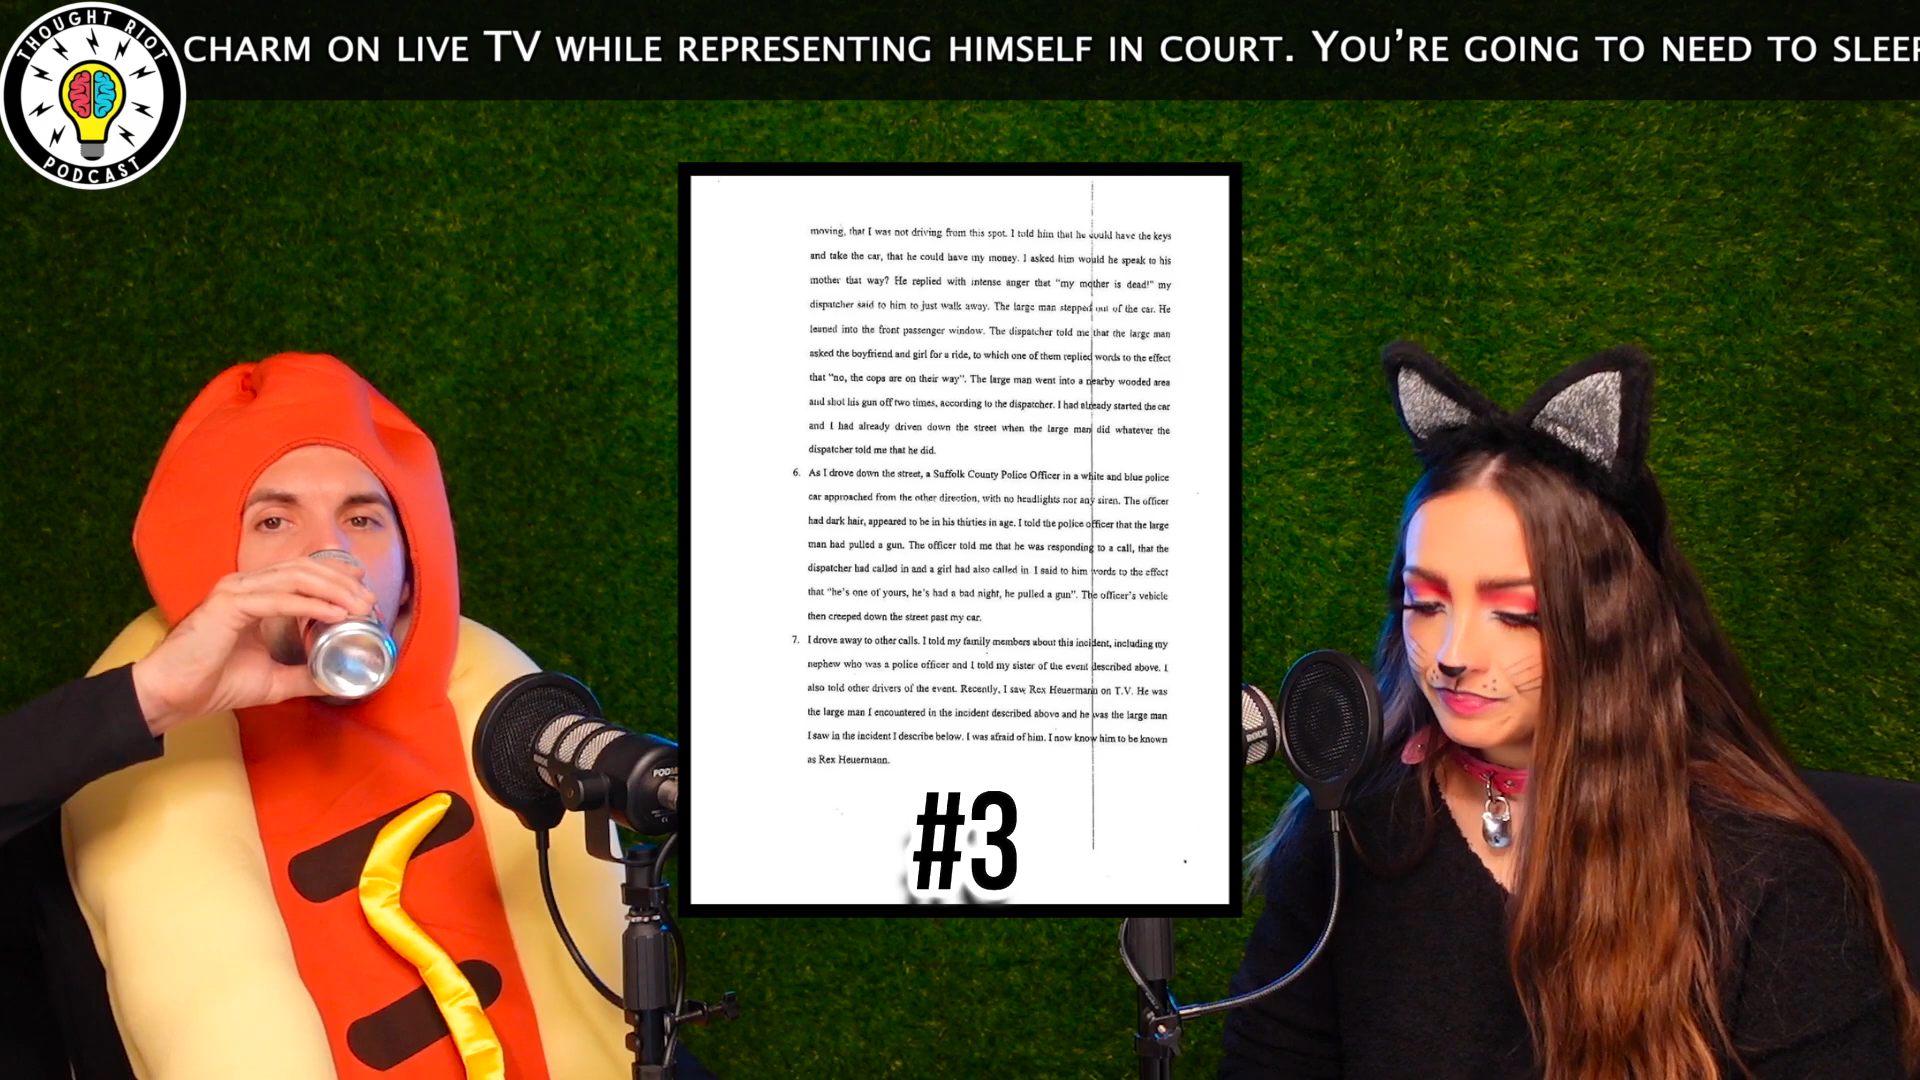 THOUGHT RIOT
PODCAST
CHARM ON LIVE TV WHILE REPRESENTING HIMSELF IN COURT. YOU'RE GOING TO NEED TO SLEEP
moving, that I was not driving from this spot. I told him that he could have the keys
and take the car, that he could have my money. I asked him would he speak to his
mother that way? He replied with intense anger that "my mother is dead!" my
dispatcher said to him to just walk away. The large man stepped out of the car. He
leaned into the front passenger window. The dispatcher told me that the large man
asked the boyfriend and girl for a ride, to which one of them replied words to the effect
that "no, the cops are on their way". The large man went into a nearby wooded area
and shot his gun off two times, according to the dispatcher. I had already started the car
and I had already driven down the street when the large man did whatever the
dispatcher told me that he did.
6. As I drove down the street, a Suffolk County Police Officer in a white and blue police
car approached from the other direction, with no headlights nor any siren. The officer
had dark hair, appeared to be in his thirties in age. I told the police officer that the large
man had pulled a gun. The officer told me that he was responding to a call, that the
dispatcher had called in and a girl had also called in. I said to him words to the effect
that "he's one of yours, he's had a bad night, he pulled a gun". The officer's vehicle
then creeped down the street past my car.
7. I drove away to other calls. I told my family members about this incident, including my
nephew who was a police officer and I told my sister of the event described above. I
also told other drivers of the event. Recently, I saw Rex Heuermann on T.V. He was
the large man I encountered in the incident described above and he was the large man
I saw in the incident I describe below. I was afraid of him. I now know him to be known
as Rex Heuermann.
#3
PODM
RODE